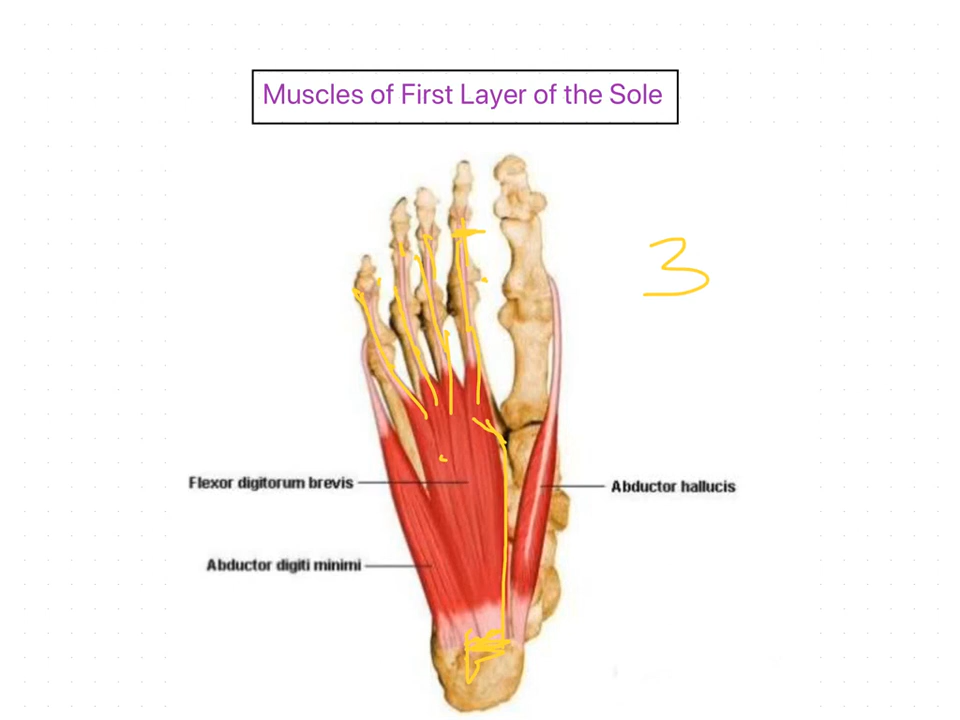 Muscles of First Layer of the Sole
3
Flexor digitorum brevis
Abductor hallucis
Abductor digiti minimi